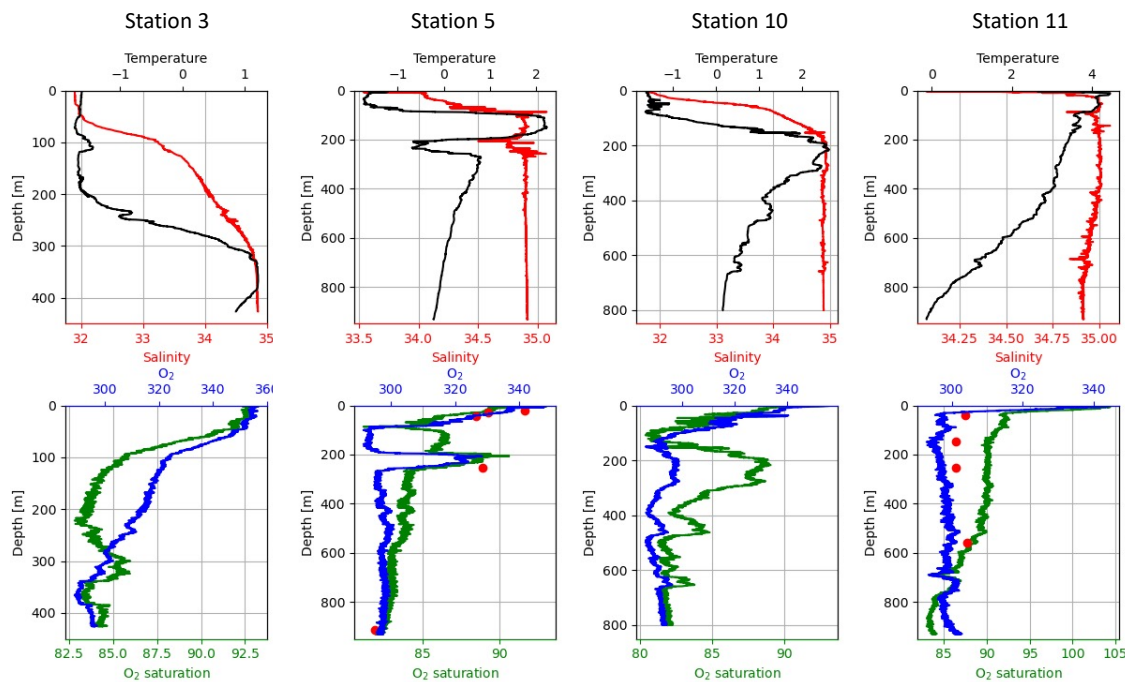 Station 3 Station 5 Station 10 Station 11
Temperature Temperature Temperature Temperature
−1 0 1 −1 0 1 2 −1 0 1 2 0 2 4
Depth [m] Depth [m] Depth [m] Depth [m]
0 0 0 0
100 200 200 200
200 400 400 400
300 600 600 600
400 800 800 800
32 33 34 35 33.5 34.0 34.5 35.0 32 33 34 35 34.25 34.50 34.75 35.00
Salinity Salinity Salinity Salinity
O₂ O₂ O₂ O₂
300 320 340 300 320 340 300 320 340 300 320 340
Depth [m] Depth [m] Depth [m] Depth [m]
0 0 0 0
100 200 200 200
200 400 400 400
300 600 600 600
400 800 800 800
82.5 85.0 87.5 90.0 92.5 85 90 80 85 90 85 90 95 100 105
O₂ saturation O₂ saturation O₂ saturation O₂ saturation